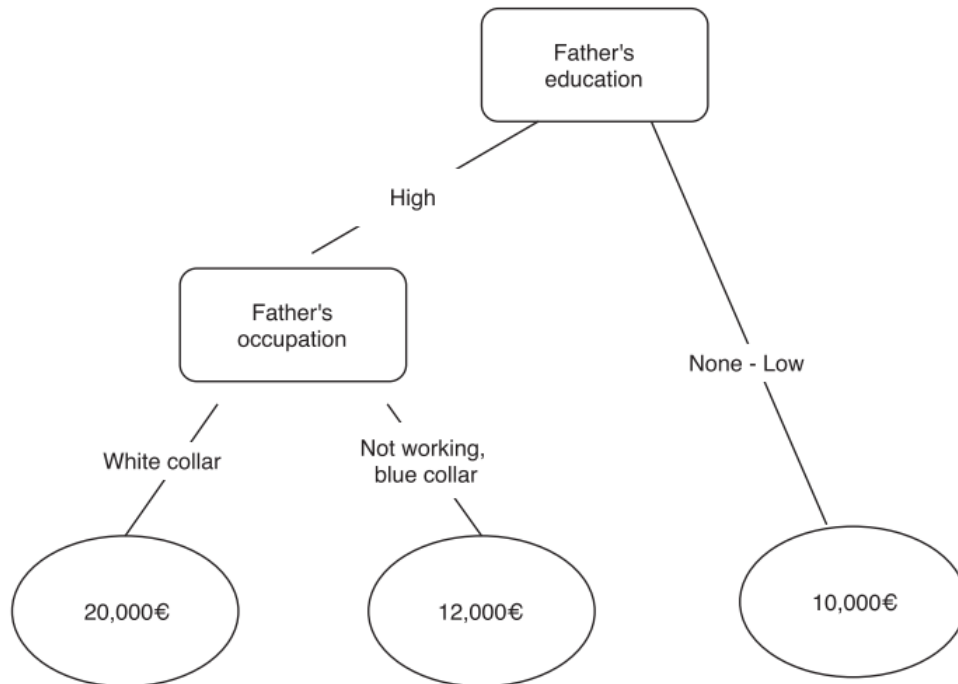 Father's
education
High
Father's
occupation
None - Low
White collar
Not working,
blue collar
20,000€
12,000€
10,000€